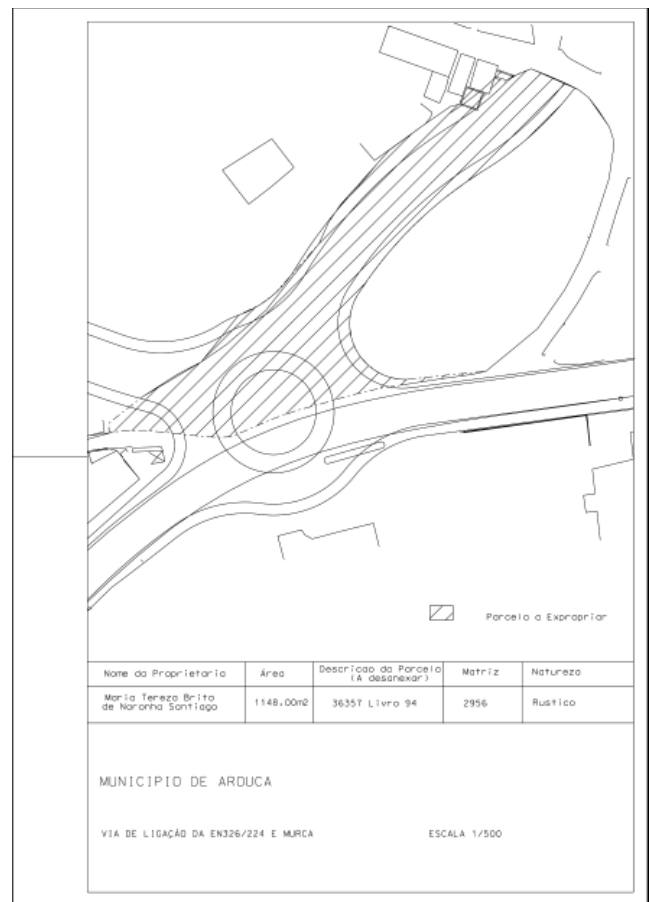 Parcela a Expropriar
Nome da Proprietaria
Área
Descricao da Parcela
(A desanexar)
Matriz
Natureza
Maria Tereza Brito
de Noronha Santiago
1148.00m2
36357 Livro 94
2956
Rustico
MUNICIPIO DE AROUCA
VIA DE LIGAÇÃO DA EN326/224 E MURCA
ESCALA 1/500